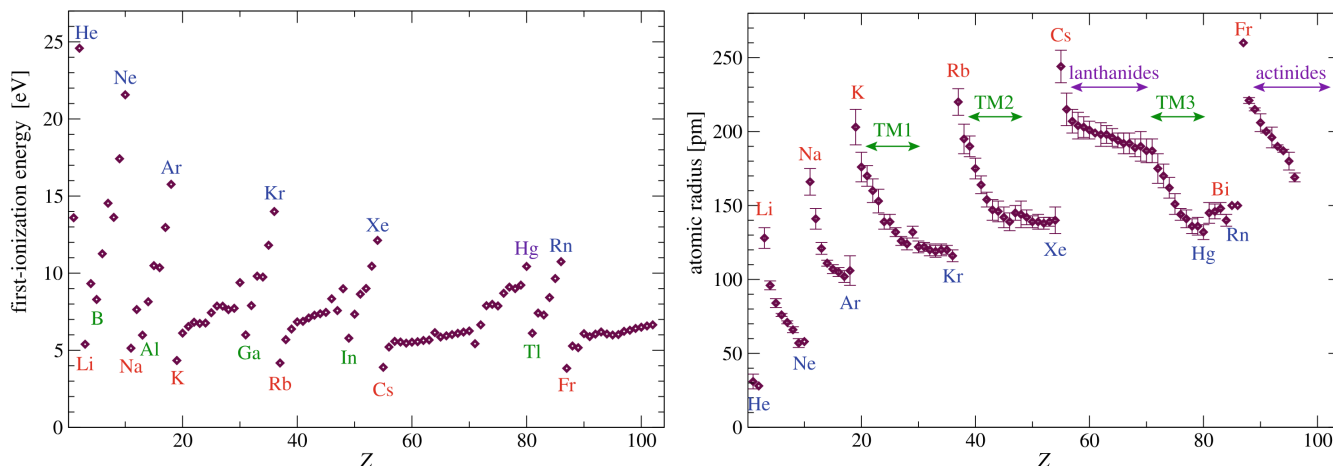 first-ionization energy [eV]
25
20
15
10
5
0
He
Ne
Ar
Kr
Xe
Hg
Rn
B
Al
Ga
In
Tl
Li
Na
K
Rb
Cs
Fr
20
40
60
80
100
Z
atomic radius [pm]
250
200
150
100
50
0
Cs
Fr
lanthanides
actinides
Rb
K
TM1
TM2
TM3
Na
Li
Bi
Xe
Hg
Rn
Kr
Ar
Ne
He
0
20
40
60
80
100
Z